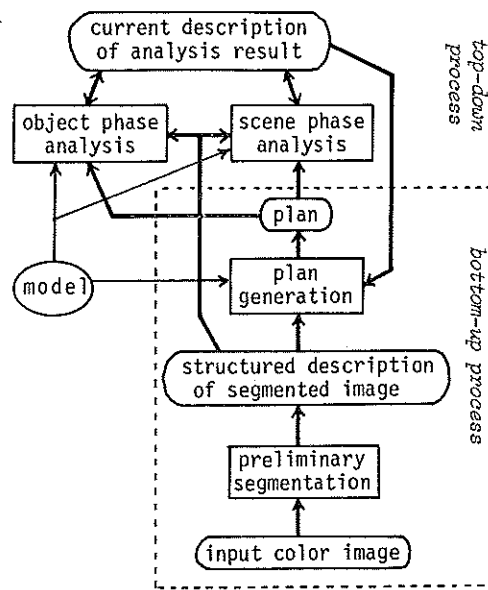 current description
of analysis result
top-down
process
object phase
analysis
scene phase
analysis
plan
model
plan
generation
bottom-up process
structured description
of segmented image
preliminary
segmentation
input color image